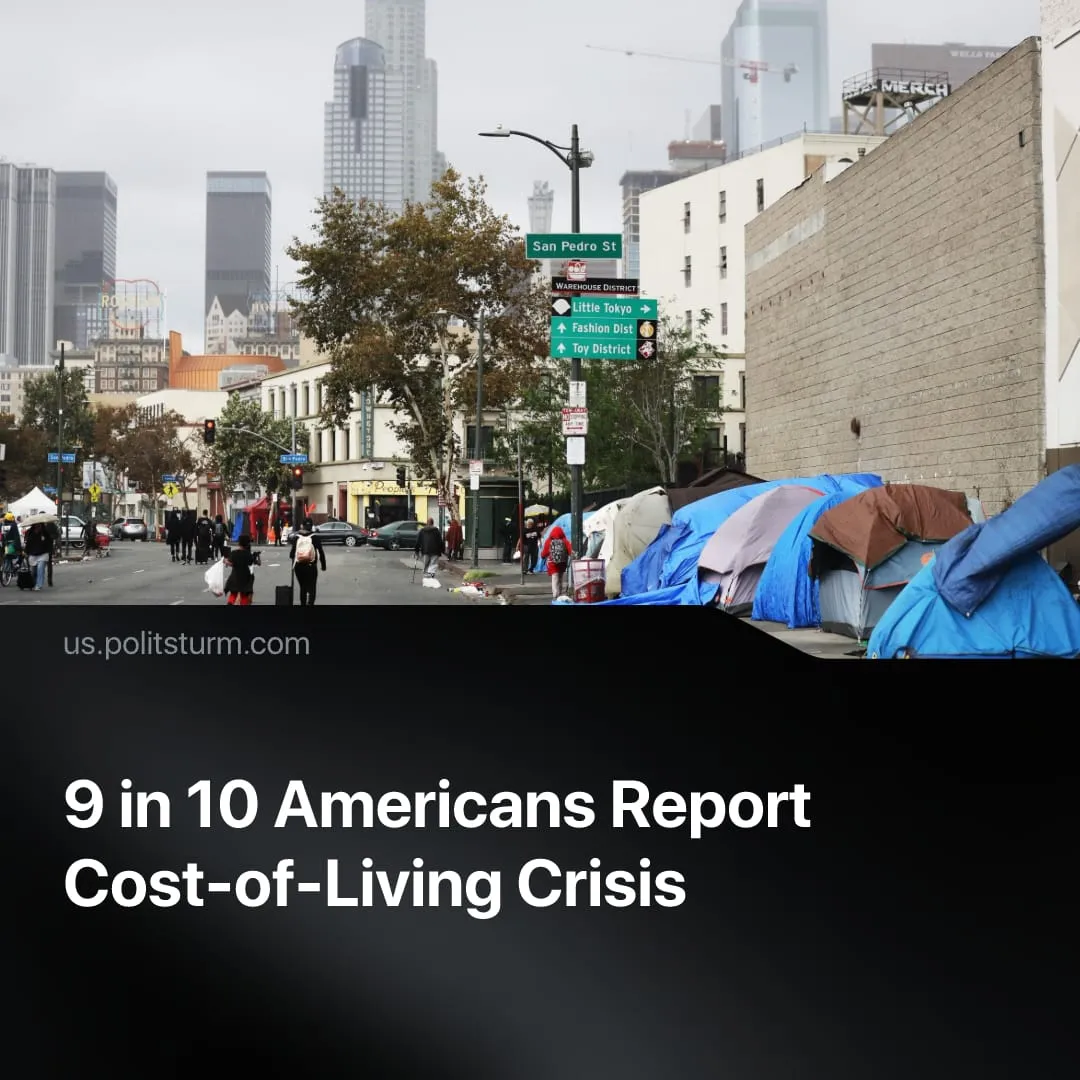 MERCH
San Pedro St
WAREHOUSE DISTRICT
Little Tokyo
Fashion Dist
Toy District
us.politsturm.com
9 in 10 Americans Report
Cost-of-Living Crisis